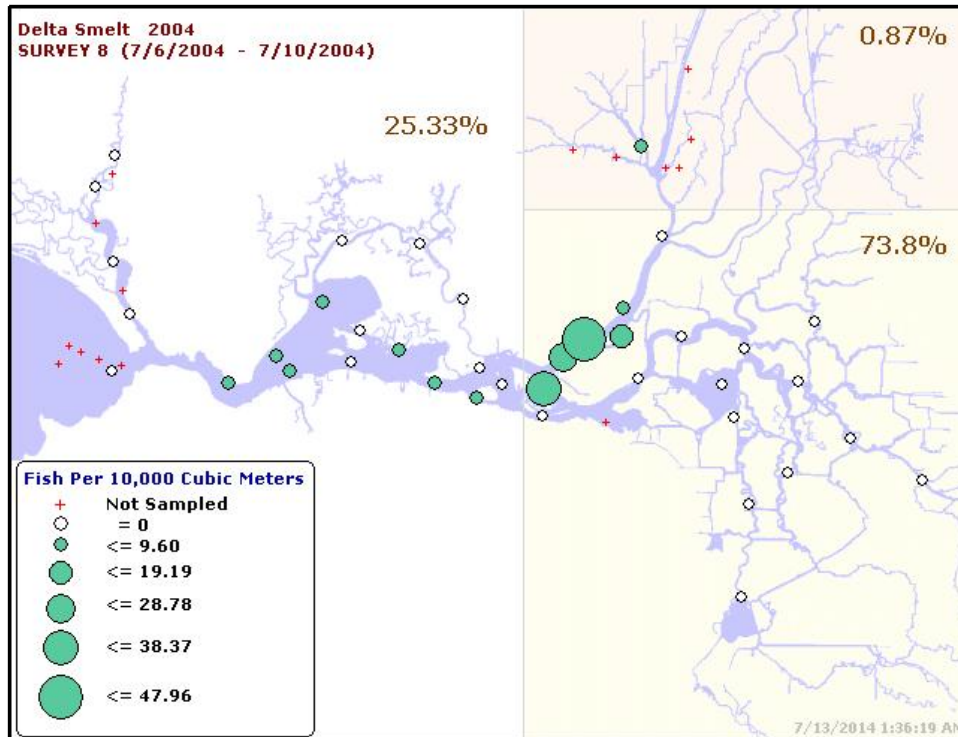 Delta Smelt 2004
SURVEY 8 (7/6/2004 - 7/10/2004)
0.87%
25.33%
73.8%
Fish Per 10,000 Cubic Meters
Not Sampled
= 0
<= 9.60
<= 19.19
<= 28.78
<= 38.37
<= 47.96
7/13/2014 1:36:19 AM